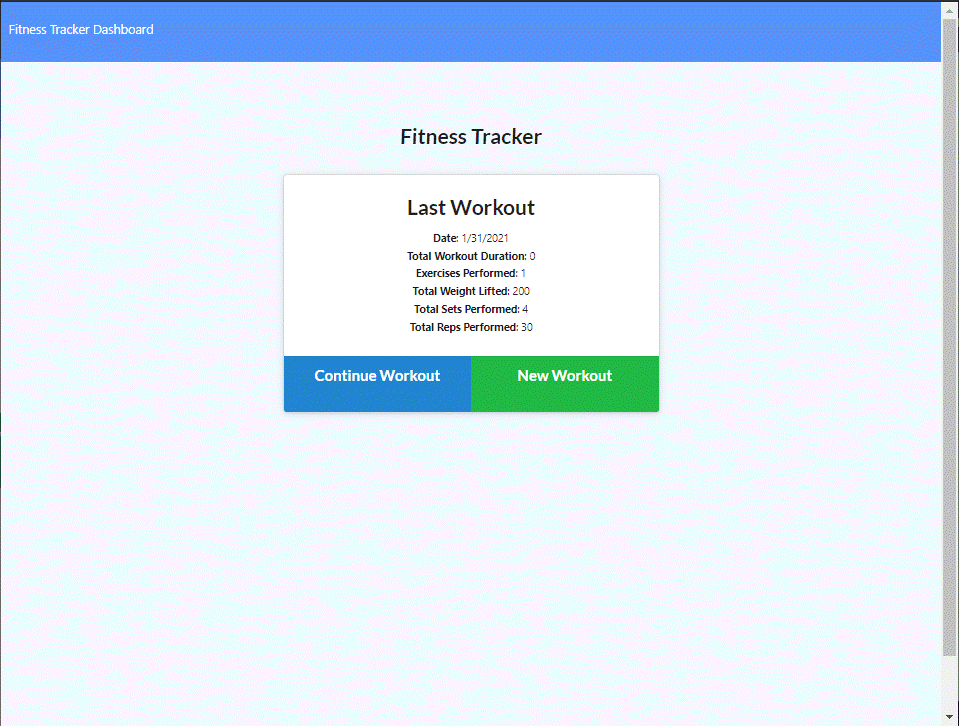 Fitness Tracker Dashboard
Fitness Tracker
Last Workout
Date: 1/31/2021
Total Workout Duration: 0
Exercises Performed: 1
Total Weight Lifted: 200
Total Sets Performed: 4
Total Reps Performed: 30
Continue Workout New Workout